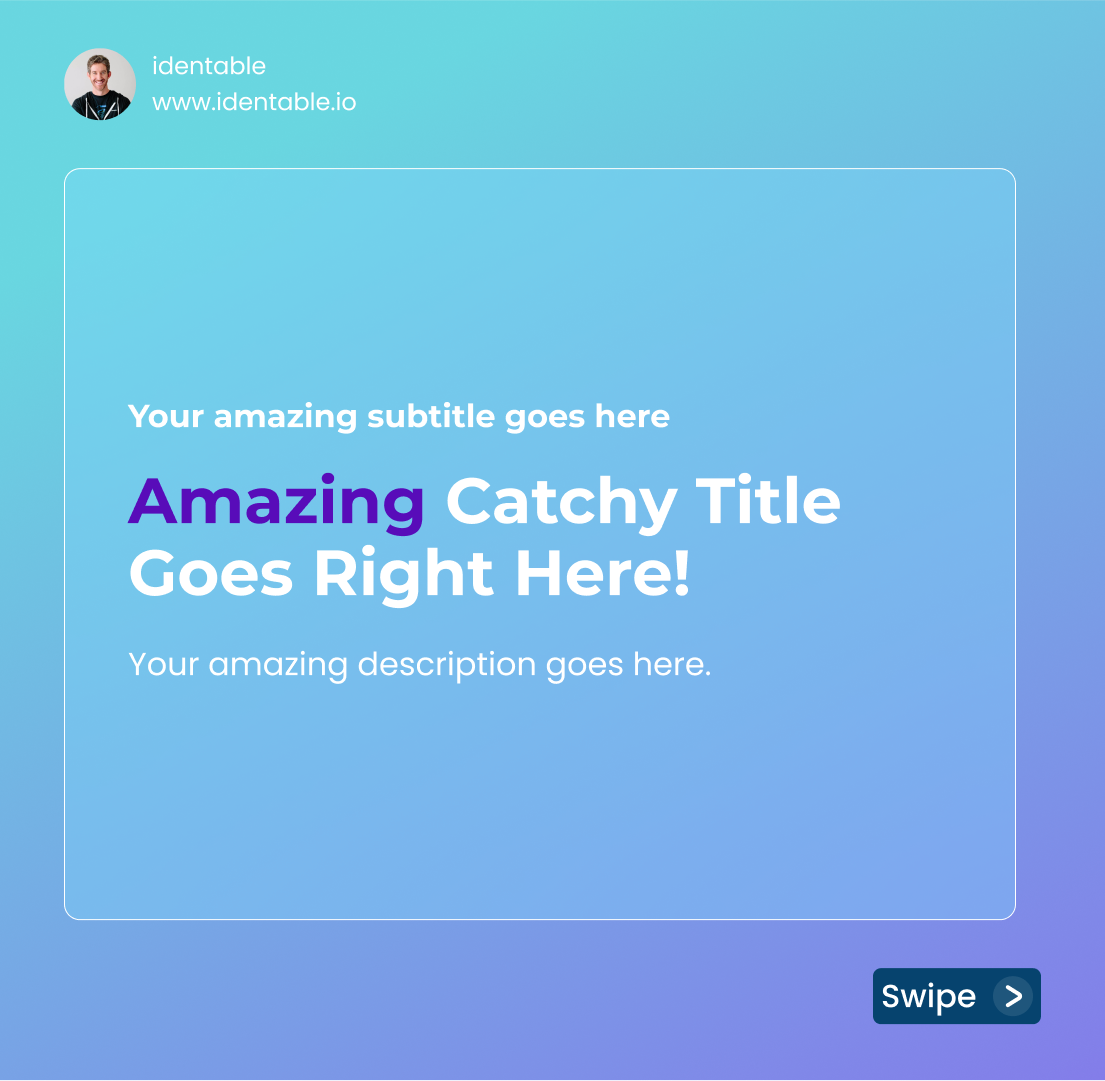 identable
www.identable.io
Your amazing subtitle goes here
Amazing Catchy Title
Goes Right Here!
Your amazing description goes here.
Swipe